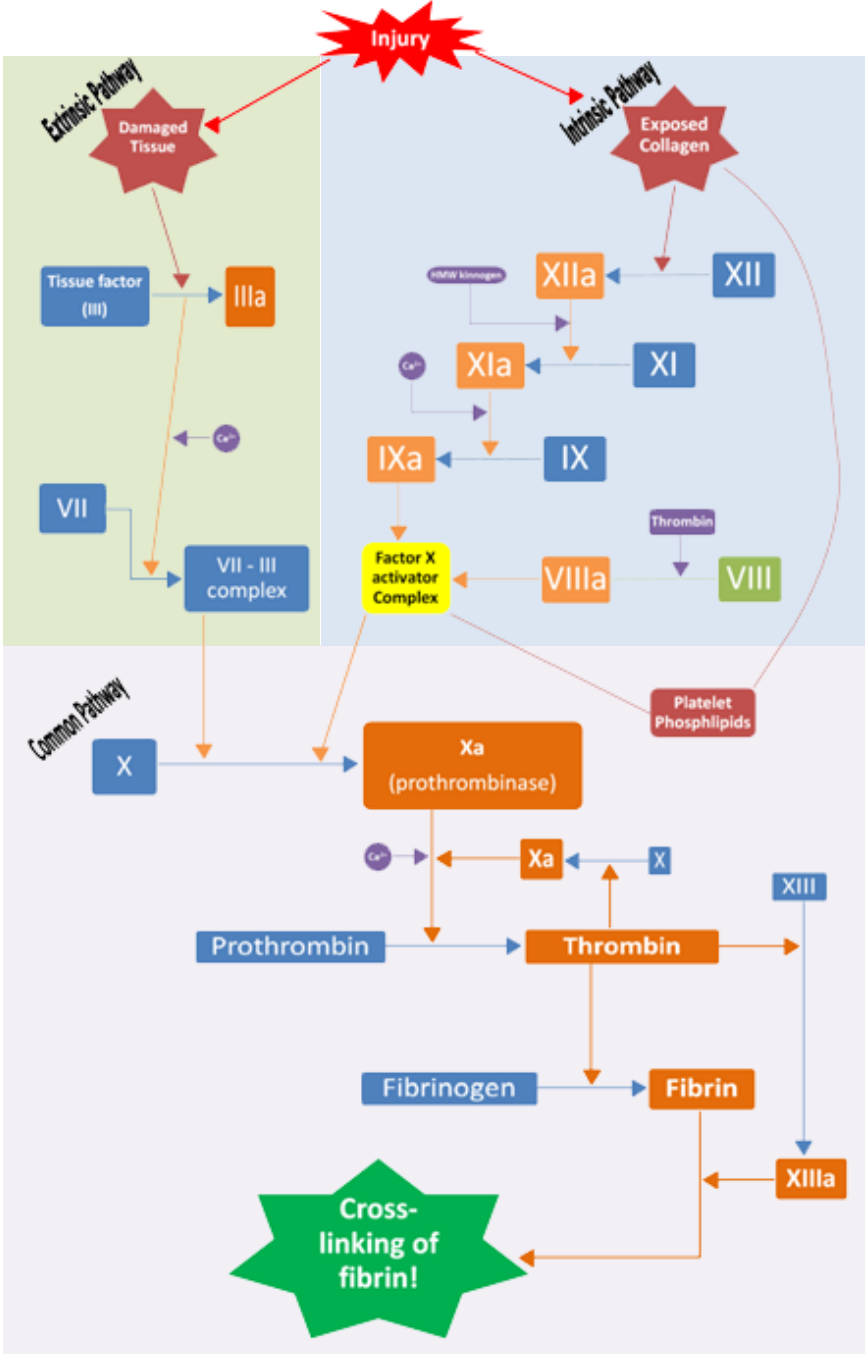 Injury
Extrinsic Pathway
Damaged
Tissue
Intrinsic Pathway
Exposed
Collagen
Tissue factor
(III)
IIIa
HMW kinnogen
XIIa
XII
Ca²⁺
XIa
XI
Ca²⁺
IXa
IX
VII
VII - III
complex
Factor X
activator
Complex
Thrombin
VIIIa
VIII
Common Pathway
Platelet
Phosphlipids
X
Xa
(prothrombinase)
Ca²⁺
Xa
X
XIII
Prothrombin
Thrombin
Fibrinogen
Fibrin
XIIIa
Cross-
linking of
fibrin!